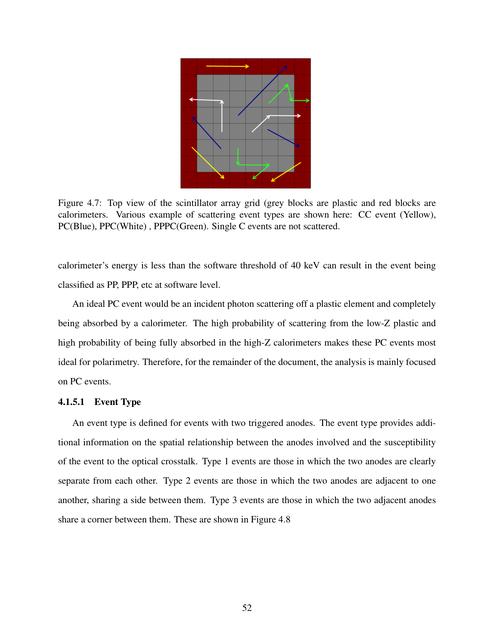 Figure 4.7: Top view of the scintillator array grid (grey blocks are plastic and red blocks are
calorimeters. Various example of scattering event types are shown here: CC event (Yellow),
PC(Blue), PPC(White) , PPPC(Green). Single C events are not scattered.
calorimeter's energy is less than the software threshold of 40 keV can result in the event being
classified as PP, PPP, etc at software level.
An ideal PC event would be an incident photon scattering off a plastic element and completely
being absorbed by a calorimeter. The high probability of scattering from the low-Z plastic and
high probability of being fully absorbed in the high-Z calorimeters makes these PC events most
ideal for polarimetry. Therefore, for the remainder of the document, the analysis is mainly focused
on PC events.
4.1.5.1 Event Type
An event type is defined for events with two triggered anodes. The event type provides addi-
tional information on the spatial relationship between the anodes involved and the susceptibility
of the event to the optical crosstalk. Type 1 events are those in which the two anodes are clearly
separate from each other. Type 2 events are those in which the two anodes are adjacent to one
another, sharing a side between them. Type 3 events are those in which the two adjacent anodes
share a corner between them. These are shown in Figure 4.8
52